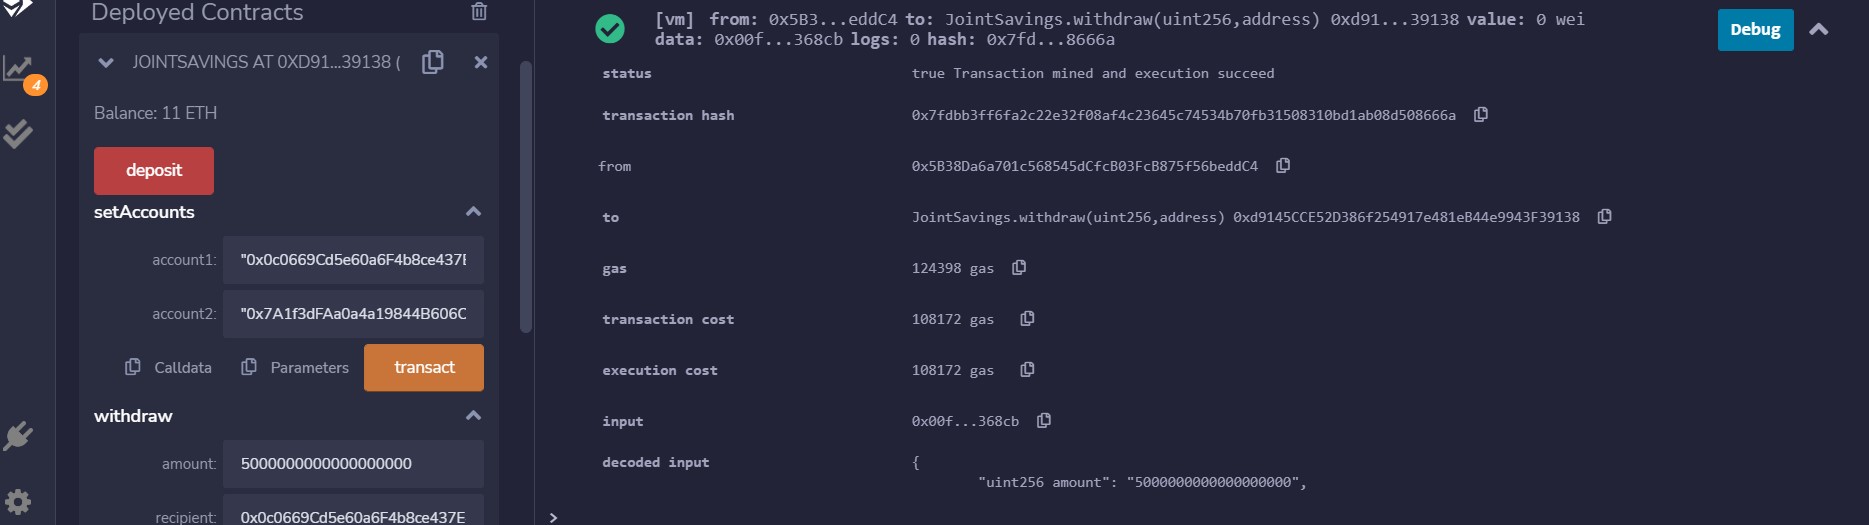 Deployed Contracts
JOINTSAVINGS AT 0XD91...39138 (
Balance: 11 ETH
4
deposit
setAccounts
account1: "0x0c0669Cd5e60a6F4b8ce437E
account2: "0x7A1f3dFAa0a4a19844B606C
Calldata Parameters transact
withdraw
amount: 5000000000000000000
recipient: 0x0c0669Cd5e60a6F4b8ce437E
[vm] from: 0x5B3...eddC4 to: JointSavings.withdraw(uint256,address) 0xd91...39138 value: 0 wei
data: 0x00f...368cb logs: 0 hash: 0x7fd...8666a
Debug
status true Transaction mined and execution succeed
transaction hash 0x7fdbb3ff6fa2c22e32f08af4c23645c74534b70fb31508310bd1ab08d508666a
from 0x5B38Da6a701c568545dCfcB03FcB875f56beddC4
to JointSavings.withdraw(uint256,address) 0xd9145CCE52D386f254917e481eB44e9943F39138
gas 124398 gas
transaction cost 108172 gas
execution cost 108172 gas
input 0x00f...368cb
decoded input {
"uint256 amount": "5000000000000000000",
>